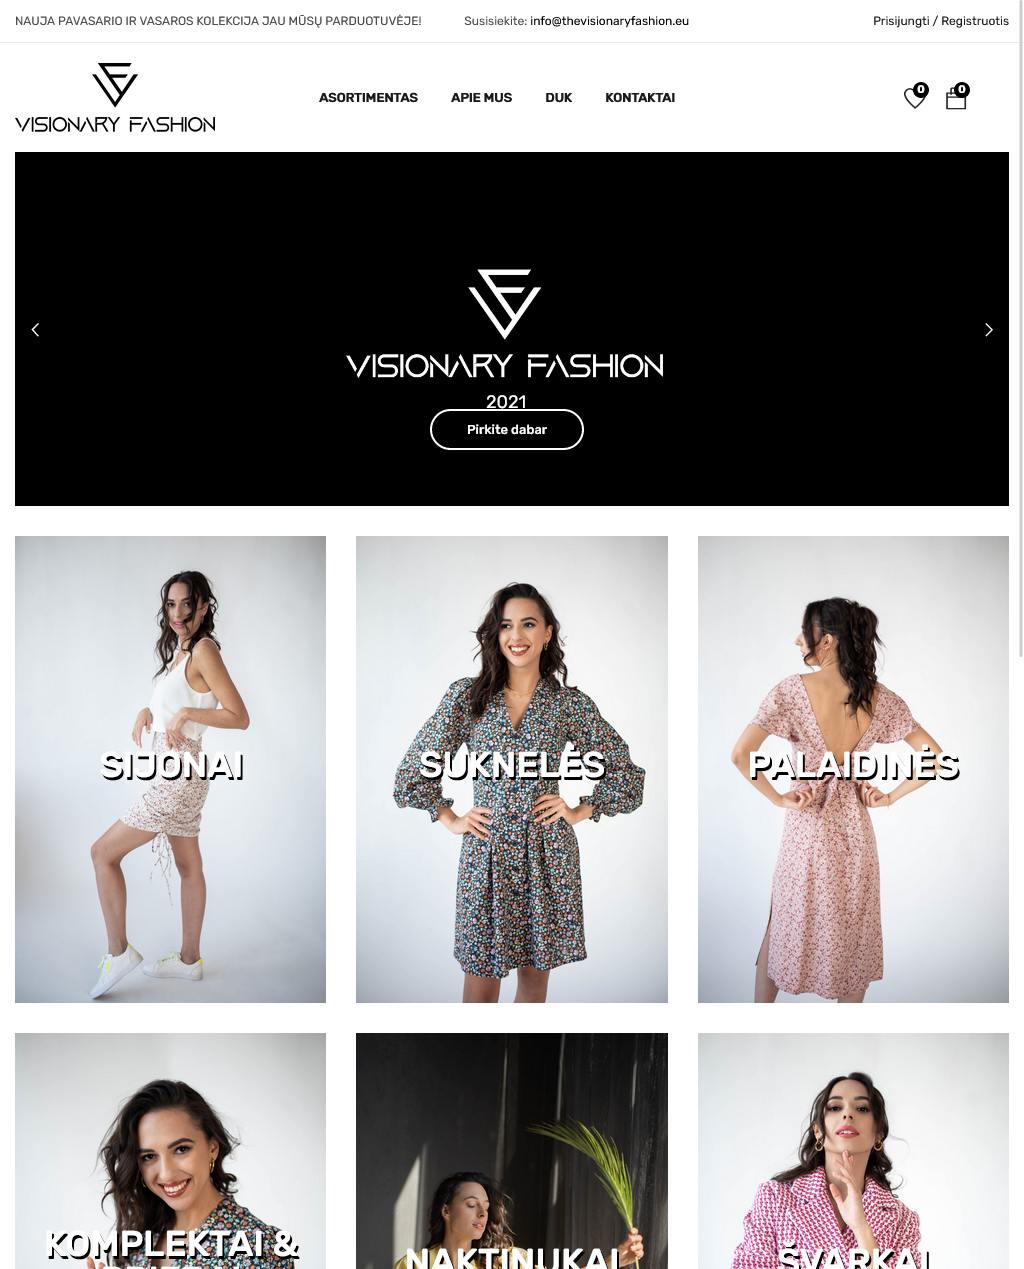 NAUJA PAVASARIO IR VASAROS KOLEKCIJA JAU MŪSŲ PARDUOTUVĖJE!
Susisiekite: info@thevisionaryfashion.eu
Prisijungti / Registruotis
VISIONARY FASHION
ASORTIMENTAS
APIE MUS
DUK
KONTAKTAI
0
0
VISIONARY FASHION
2021
Pirkite dabar
SIJONAI
SUKNELĖS
PALAIDINĖS
KOMPLEKTAI &
NAKTINUKAI
ŠVARKAI